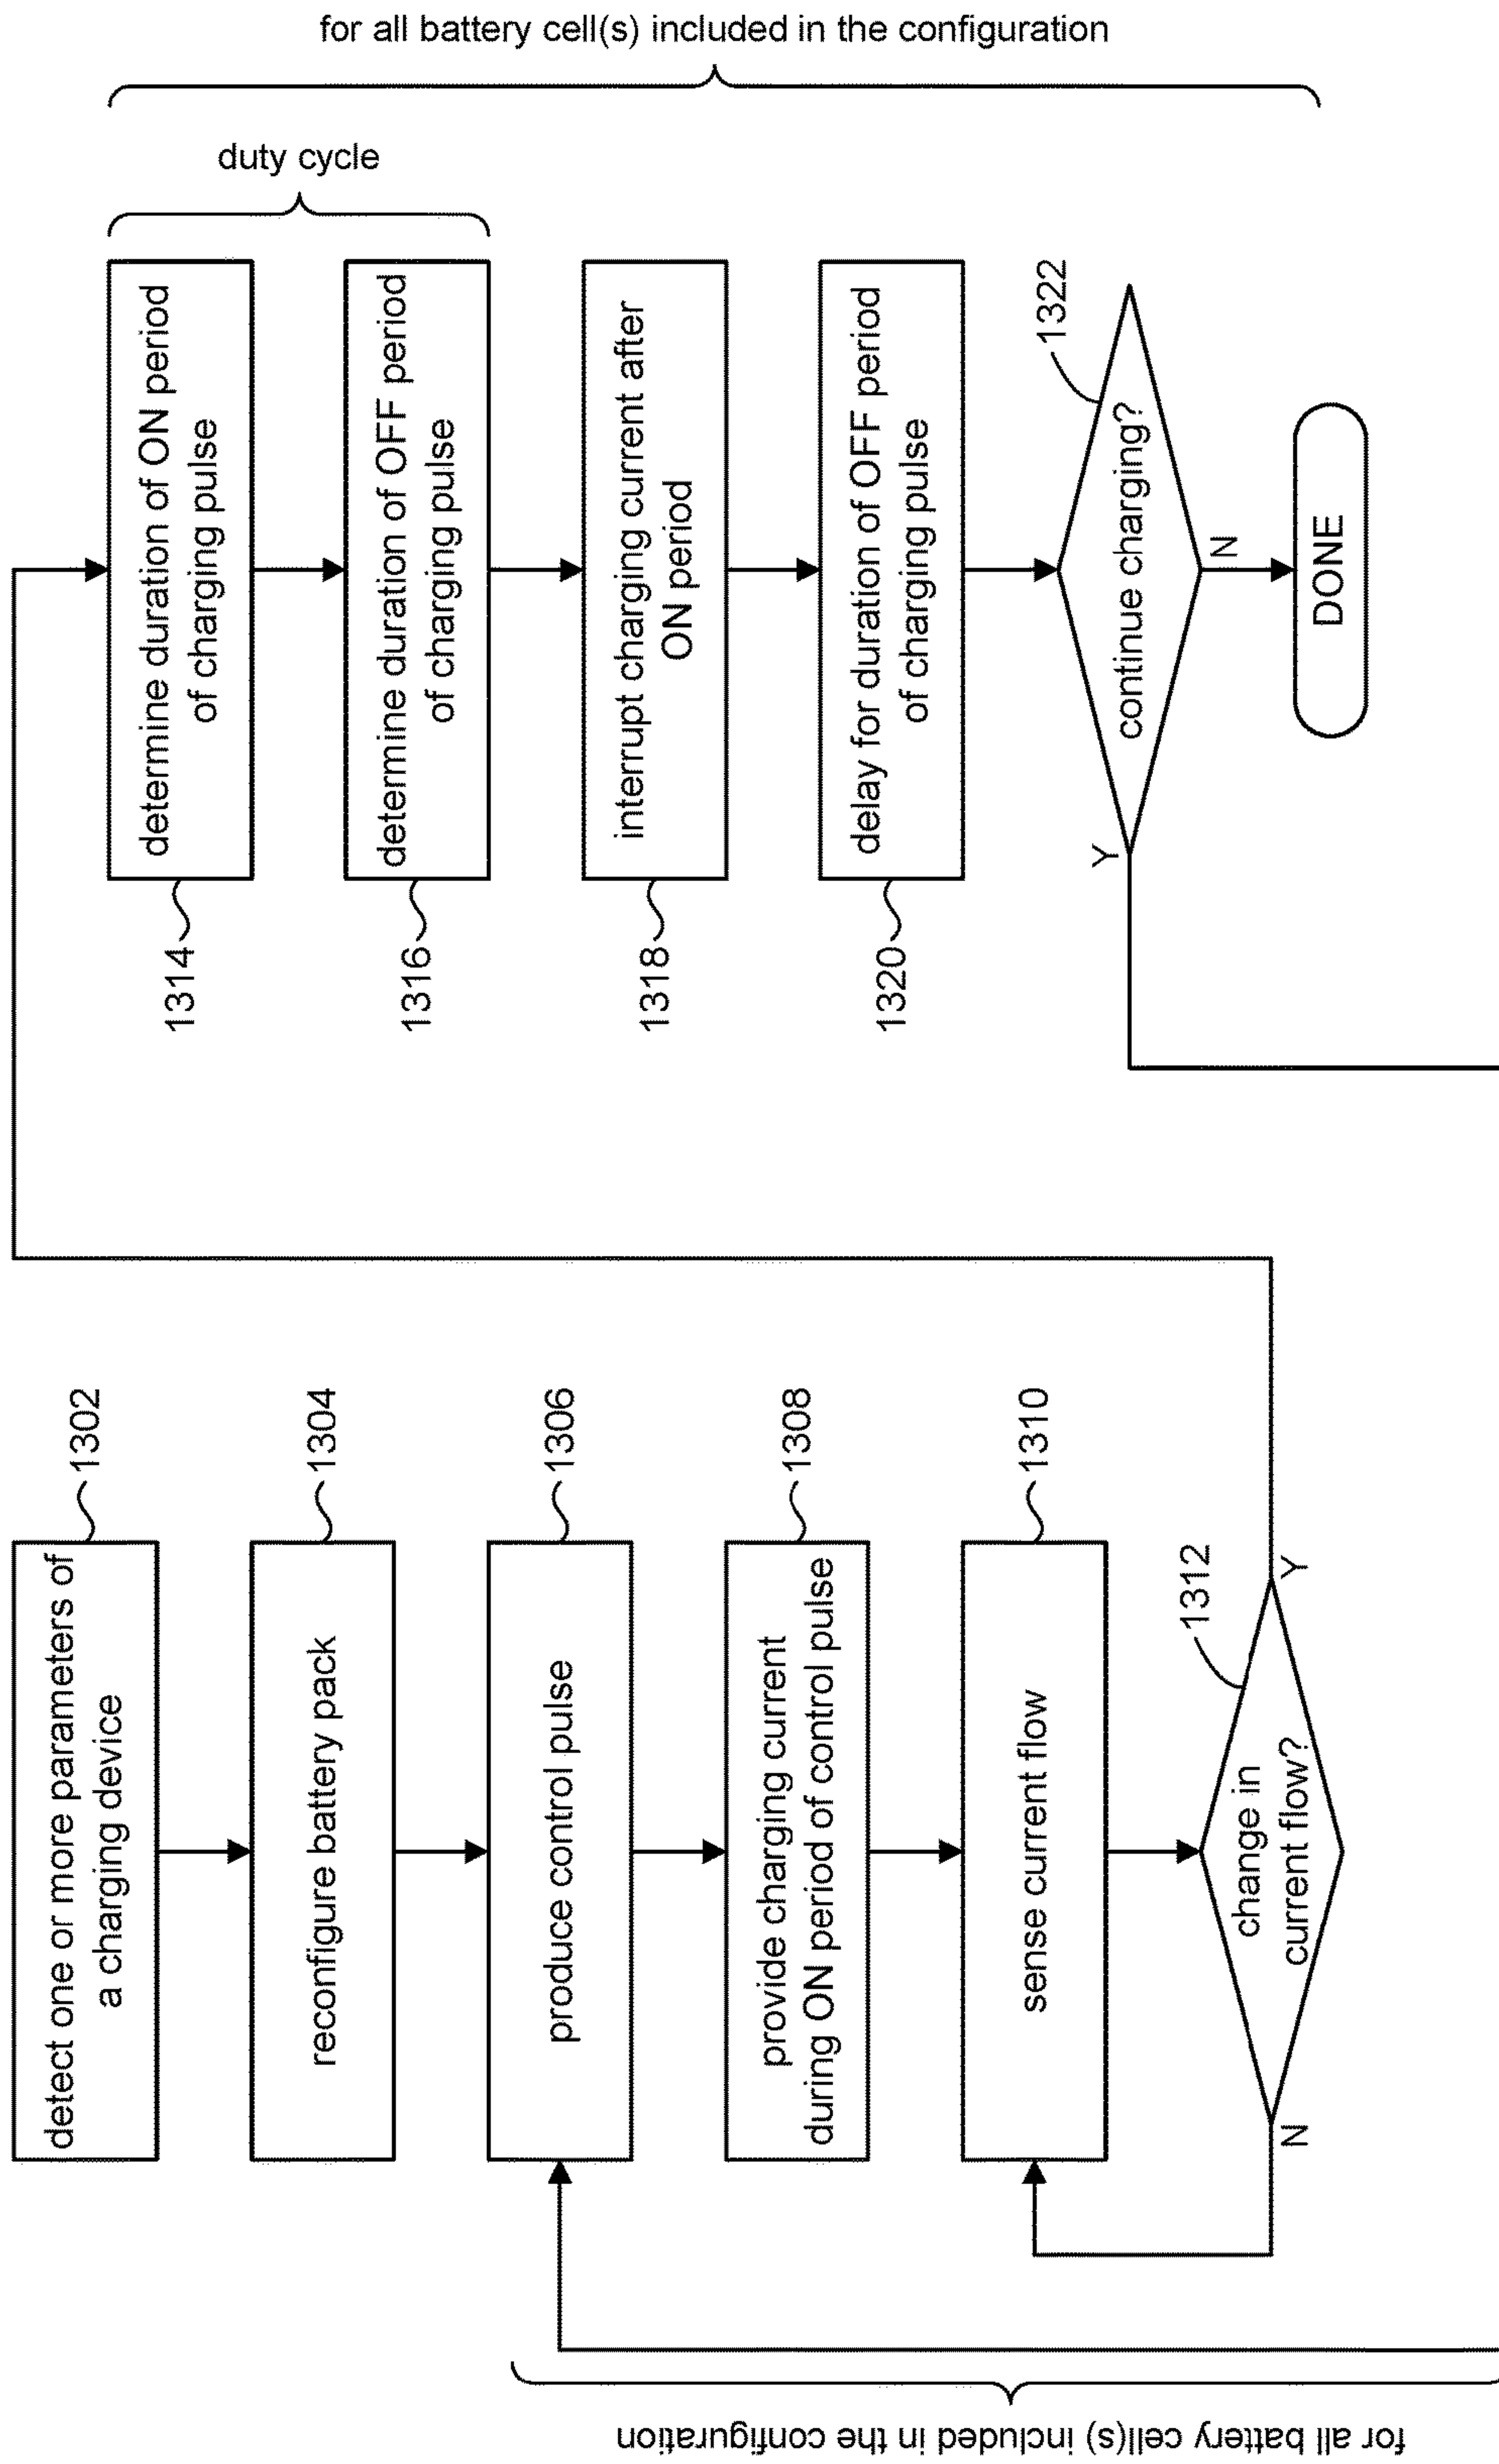 detect one or more parameters of
a charging device
1302
reconfigure battery pack
1304
produce control pulse
1306
provide charging current
during ON period of control pulse
1308
sense current flow
1310
change in
current flow?
1312
N
Y
for all battery cell(s) included in the configuration
determine duration of ON period
of charging pulse
1314
determine duration of OFF period
of charging pulse
1316
duty cycle
interrupt charging current after
ON period
1318
delay for duration of OFF period
of charging pulse
1320
continue charging?
1322
Y
N
DONE
for all battery cell(s) included in the configuration